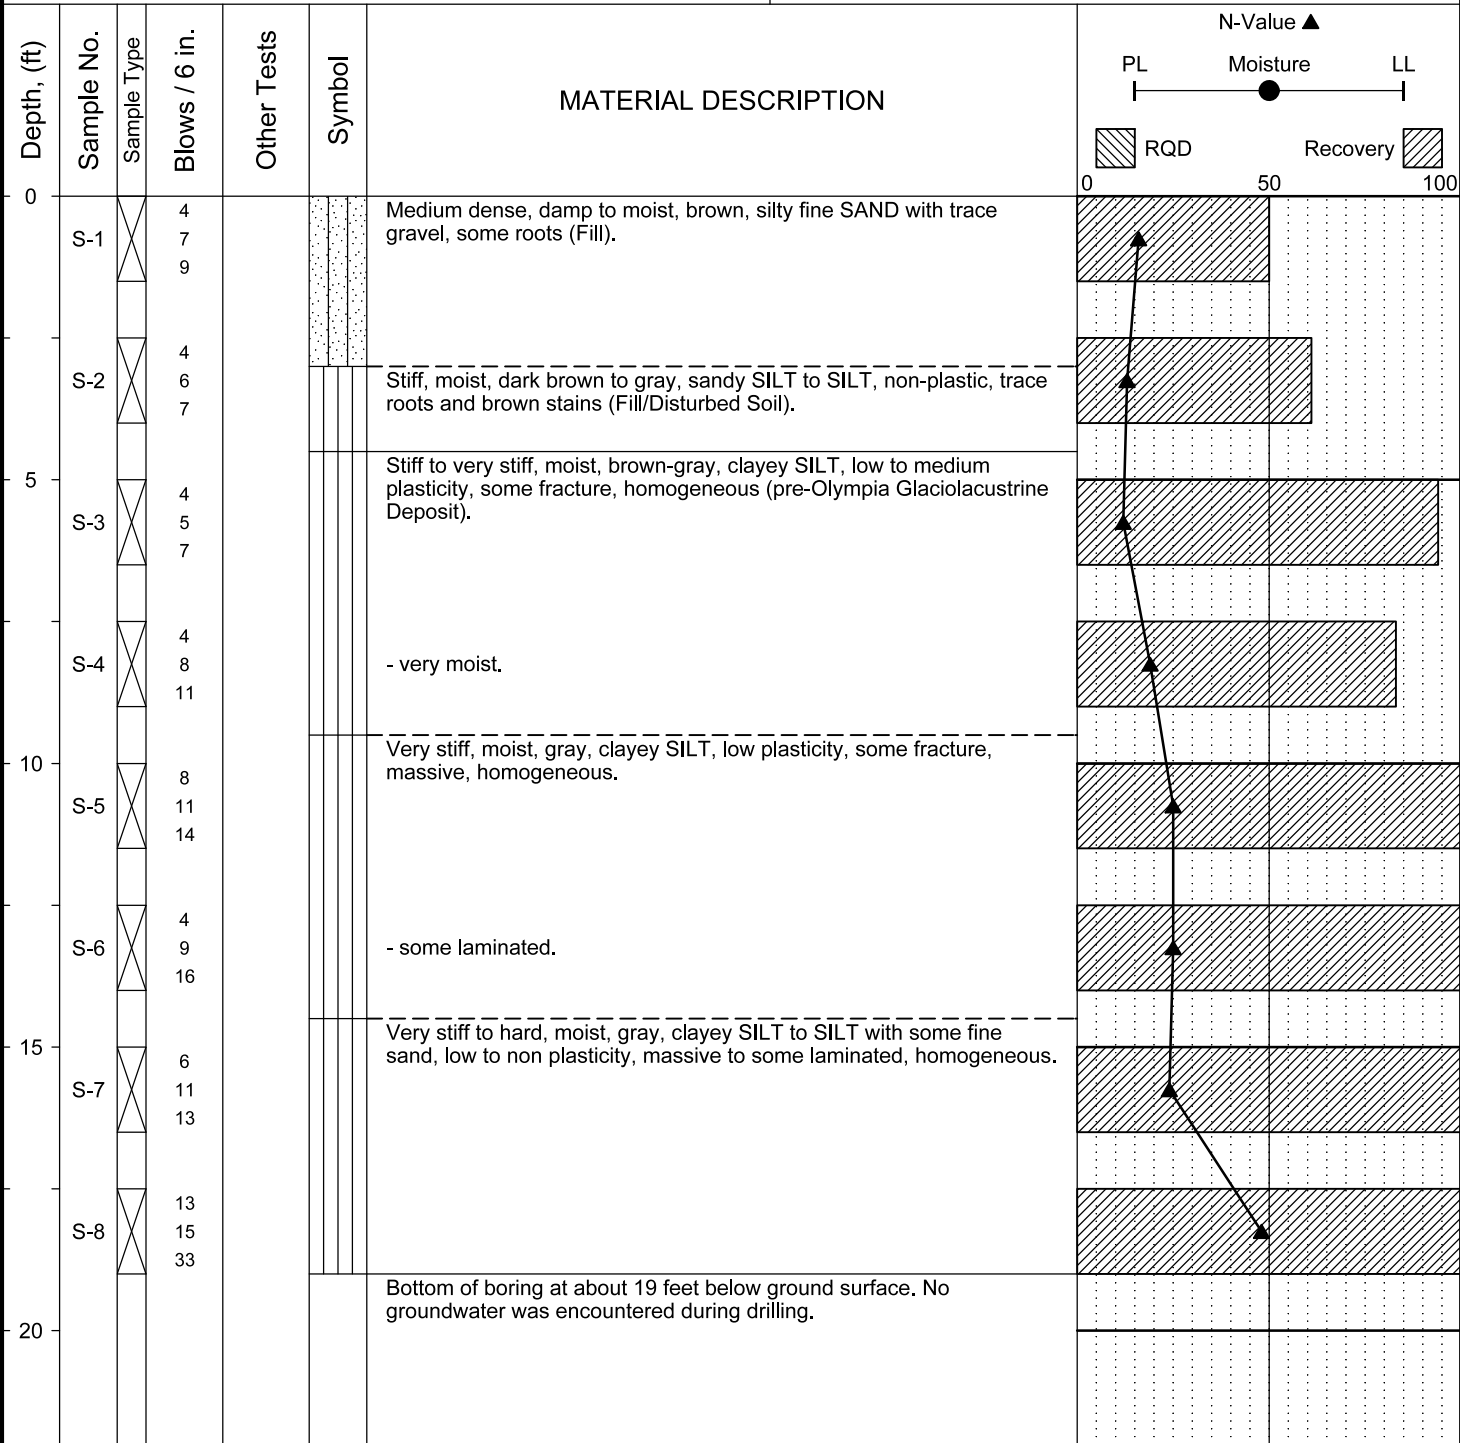 Depth, (ft)
Sample No.
Sample Type
Blows / 6 in.
Other Tests
Symbol
MATERIAL DESCRIPTION
N-Value
PL Moisture LL
RQD Recovery
0 50 100
0
S-1
4
7
9
Medium dense, damp to moist, brown, silty fine SAND with trace
gravel, some roots (Fill).
S-2
4
6
7
Stiff, moist, dark brown to gray, sandy SILT to SILT, non-plastic, trace
roots and brown stains (Fill/Disturbed Soil).
Stiff to very stiff, moist, brown-gray, clayey SILT, low to medium
plasticity, some fracture, homogeneous (pre-Olympia Glaciolacustrine
Deposit).
5
S-3
4
5
7
S-4
4
8
11
- very moist.
Very stiff, moist, gray, clayey SILT, low plasticity, some fracture,
massive, homogeneous.
10
S-5
8
11
14
S-6
4
9
16
- some laminated.
Very stiff to hard, moist, gray, clayey SILT to SILT with some fine
sand, low to non plasticity, massive to some laminated, homogeneous.
15
S-7
6
11
13
S-8
13
15
33
Bottom of boring at about 19 feet below ground surface. No
groundwater was encountered during drilling.
20